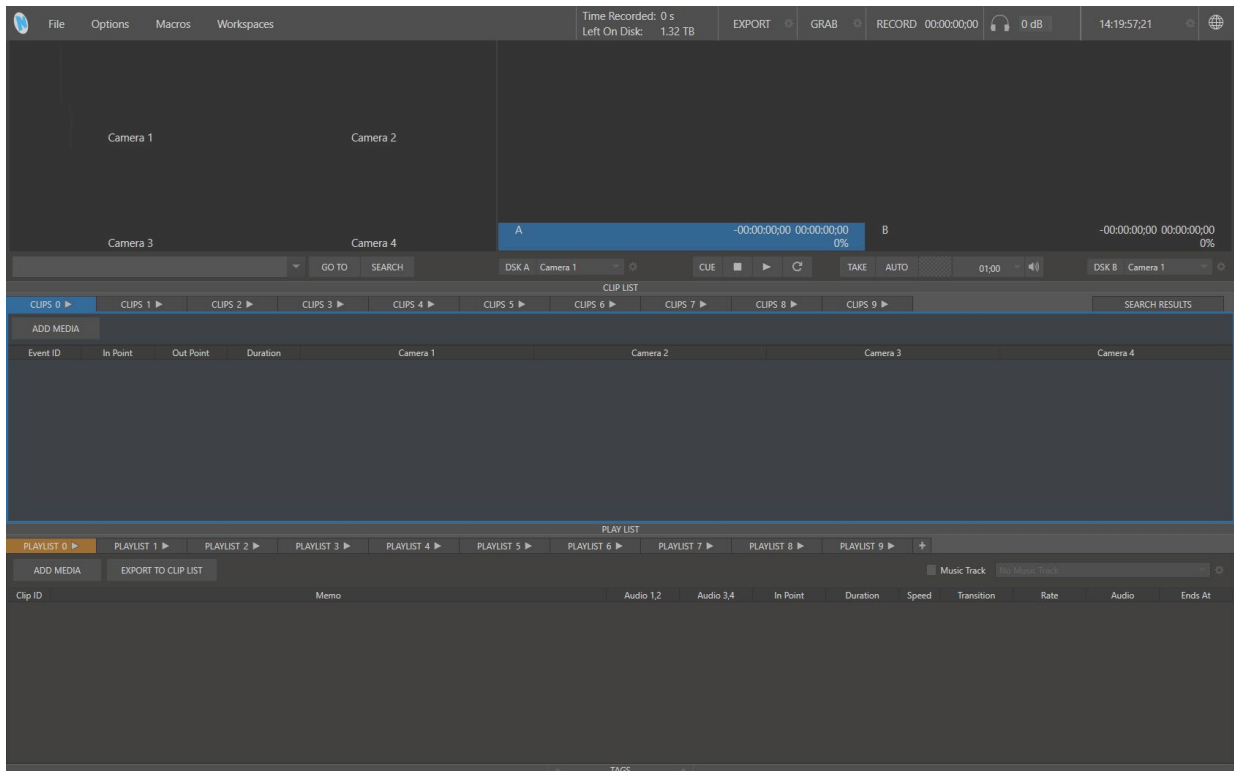 File Options Macros Workspaces Time Recorded: 0 s EXPORT GRAB RECORD 00:00:00;00 0 dB 14:19:57;21
Left On Disk: 1.32 TB
Camera 1 Camera 2
A -00:00:00;00 00:00:00;00 B -00:00:00;00 00:00:00;00
0% 0%
Camera 3 Camera 4
GO TO SEARCH DSK A Camera 1 CUE TAKE AUTO 01;00 DSK B Camera 1
CLIP LIST
CLIPS 0 CLIPS 1 CLIPS 2 CLIPS 3 CLIPS 4 CLIPS 5 CLIPS 6 CLIPS 7 CLIPS 8 CLIPS 9 SEARCH RESULTS
ADD MEDIA
Event ID In Point Out Point Duration Camera 1 Camera 2 Camera 3 Camera 4
PLAY LIST
PLAYLIST 0 PLAYLIST 1 PLAYLIST 2 PLAYLIST 3 PLAYLIST 4 PLAYLIST 5 PLAYLIST 6 PLAYLIST 7 PLAYLIST 8 PLAYLIST 9 +
ADD MEDIA EXPORT TO CLIP LIST Music Track No Music Track
Clip ID Memo Audio 1,2 Audio 3,4 In Point Duration Speed Transition Rate Audio Ends At
TAGS